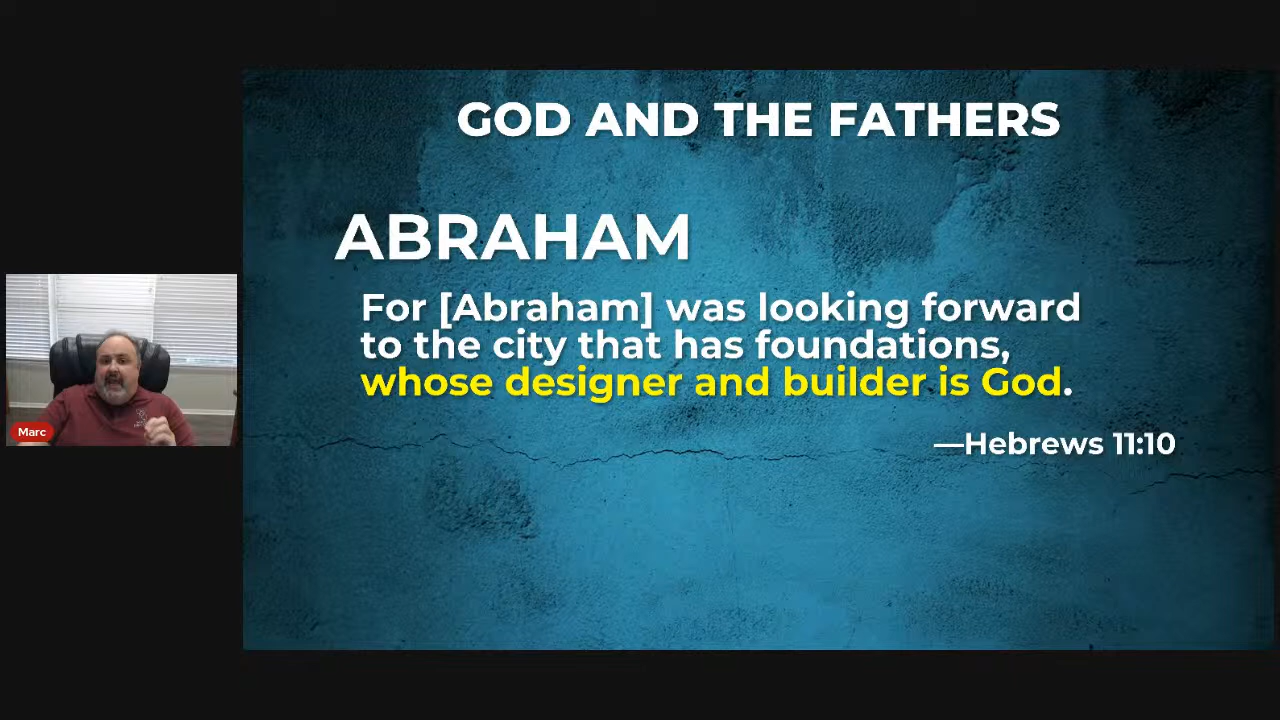 GOD AND THE FATHERS
ABRAHAM
For [Abraham] was looking forward
to the city that has foundations,
whose designer and builder is God.
—Hebrews 11:10
Marc